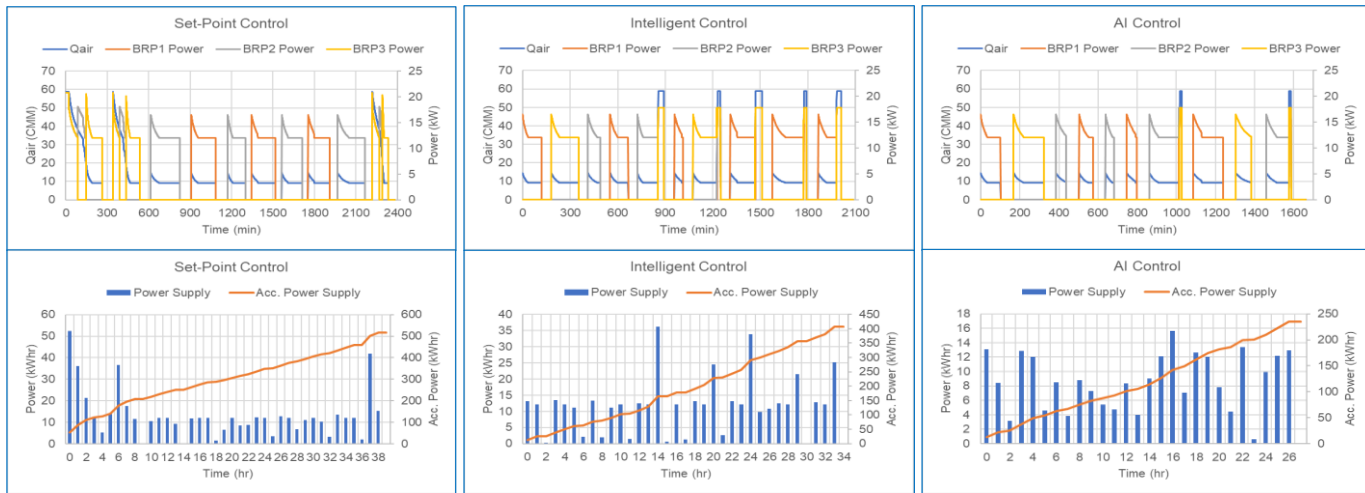 Set-Point Control
Qair BRP1 Power BRP2 Power BRP3 Power
70 60 50 40 30 20 10 0
Qair (CMM)
25 20 15 10 5 0
Power (kW)
0 300 600 900 1200 1500 1800 2100 2400
Time (min)
Intelligent Control
Qair BRP1 Power BRP2 Power BRP3 Power
70 60 50 40 30 20 10 0
Qair (CMM)
25 20 15 10 5 0
Power (kW)
0 300 600 900 1200 1500 1800 2100
Time (min)
AI Control
Qair BRP1 Power BRP2 Power BRP3 Power
70 60 50 40 30 20 10 0
Qair (CMM)
25 20 15 10 5 0
Power (kW)
0 200 400 600 800 1000 1200 1400 1600
Time (min)
Set-Point Control
Power Supply Acc. Power Supply
60 50 40 30 20 10 0
Power (kWhr)
600 500 400 300 200 100 0
Acc. Power (kWhr)
0 2 4 6 8 10 12 14 16 18 20 22 24 26 28 30 32 34 36 38
Time (hr)
Intelligent Control
Power Supply Acc. Power Supply
40 35 30 25 20 15 10 5 0
Power (kWhr)
450 400 350 300 250 200 150 100 50 0
Acc. Power (kWhr)
0 2 4 6 8 10 12 14 16 18 20 22 24 26 28 30 32 34
Time (hr)
AI Control
Power Supply Acc. Power Supply
18 16 14 12 10 8 6 4 2 0
Power (kWhr)
250 200 150 100 50 0
Acc. Power (kWhr)
0 2 4 6 8 10 12 14 16 18 20 22 24 26
Time (hr)